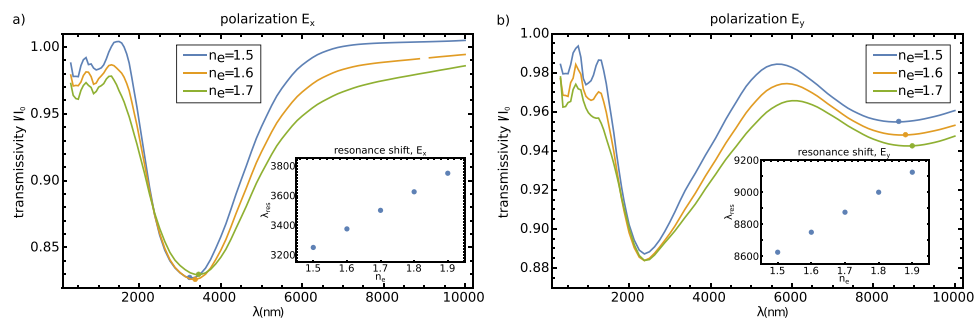 a)
polarization Eₓ
transmissivity I/I₀
1.00
0.95
0.90
0.85
nₑ=1.5
nₑ=1.6
nₑ=1.7
resonance shift, Eₓ
λres
3800
3600
3400
3200
1.5 1.6 1.7 1.8 1.9
nₑ
2000 4000 6000 8000 10000
λ(nm)
b)
polarization Ey
transmissivity I/I₀
1.00
0.98
0.96
0.94
0.92
0.90
0.88
nₑ=1.5
nₑ=1.6
nₑ=1.7
resonance shift, Ey
λres
9200
9000
8800
8600
1.5 1.6 1.7 1.8 1.9
nₑ
2000 4000 6000 8000 10000
λ(nm)